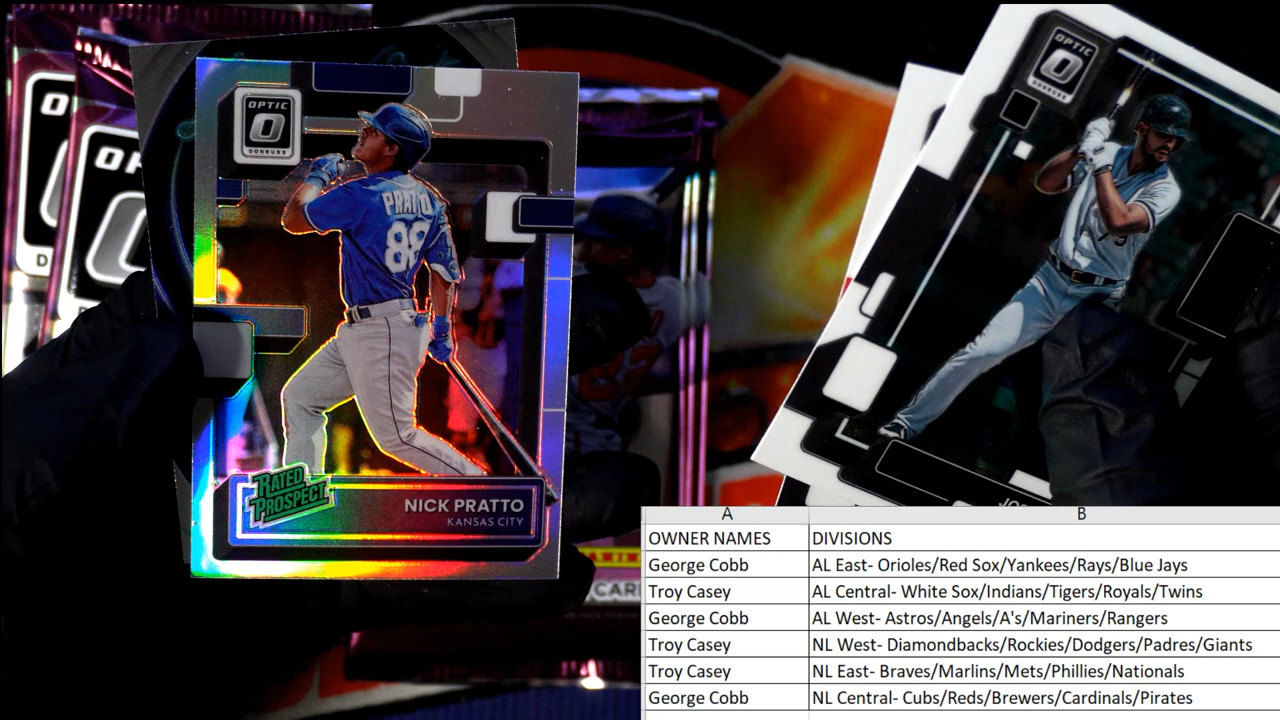 OPTIC
DONRUSS
PRATTO
88
RATED
PROSPECT
NICK PRATTO
KANSAS CITY
OPTIC
DONRUSS
A B
OWNER NAMES DIVISIONS
George Cobb AL East- Orioles/Red Sox/Yankees/Rays/Blue Jays
Troy Casey AL Central- White Sox/Indians/Tigers/Royals/Twins
George Cobb AL West- Astros/Angels/A's/Mariners/Rangers
Troy Casey NL West- Diamondbacks/Rockies/Dodgers/Padres/Giants
Troy Casey NL East- Braves/Marlins/Mets/Phillies/Nationals
George Cobb NL Central- Cubs/Reds/Brewers/Cardinals/Pirates